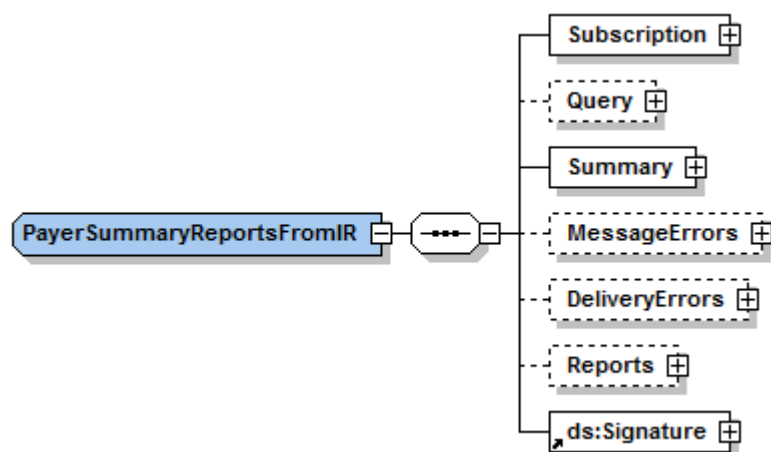 Subscription
Query
Summary
PayerSummaryReportsFromIR
MessageErrors
DeliveryErrors
Reports
ds:Signature